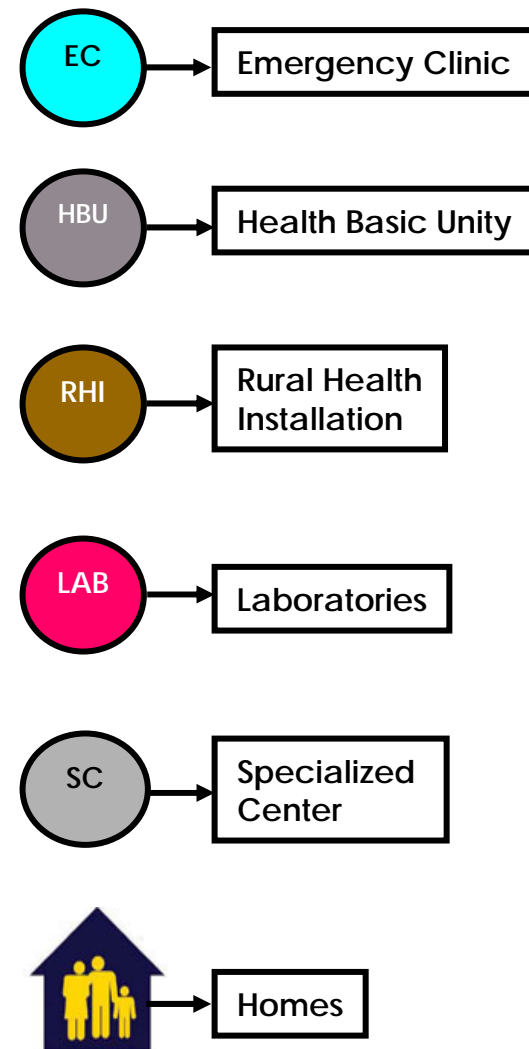 EC
Emergency Clinic
HBU
Health Basic Unity
RHI
Rural Health
Installation
LAB
Laboratories
SC
Specialized
Center
Homes